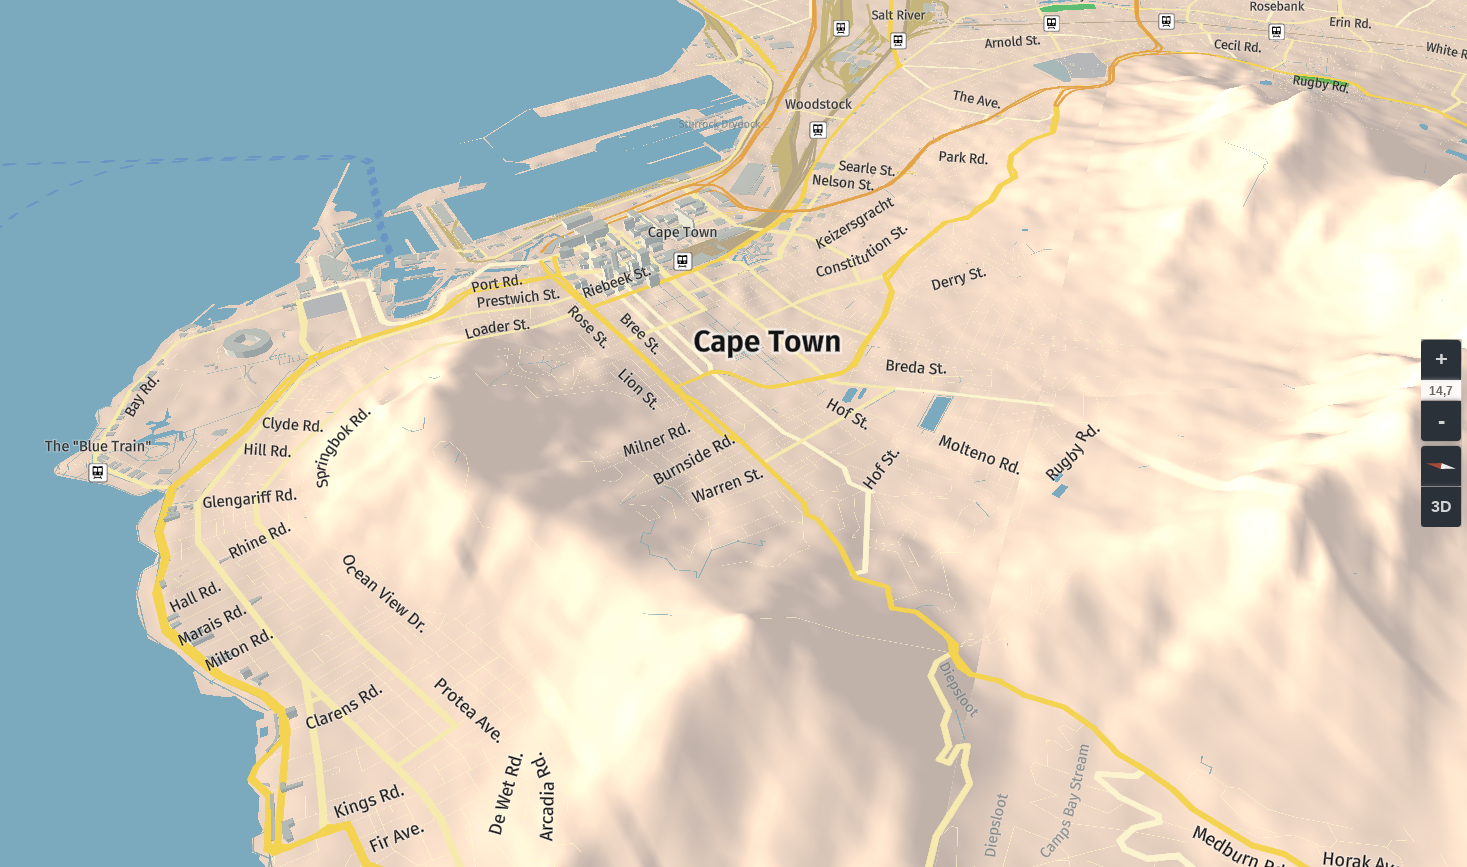 Rosebank
Salt River
Erin Rd.
Arnold St.
Cecil Rd.
White R
Rugby Rd.
Woodstock
The Ave.
Sturrock Drydock
Park Rd.
Searle St.
Nelson St.
Keizersgracht
Cape Town
Constitution St.
Derry St.
Port Rd.
Riebeek St.
Prestwich St.
Loader St.
Rose St.
Bree St.
Cape Town
Breda St.
+
14,7
-
3D
Lion St.
Bay Rd.
Hof St.
Clyde Rd.
Springbok Rd.
Milner Rd.
Molteno Rd.
Rugby Rd.
The "Blue Train"
Hill Rd.
Burnside Rd.
Hof St.
Warren St.
Glengariff Rd.
Rhine Rd.
Ocean View Dr.
Hall Rd.
Marais Rd.
Milton Rd.
Diepsloot
Clarens Rd.
Protea Ave.
De Wet Rd.
Arcadia Rd.
Kings Rd.
Fir Ave.
Diepsloot
Camps Bay Stream
Medburn Rd.
Horak Av